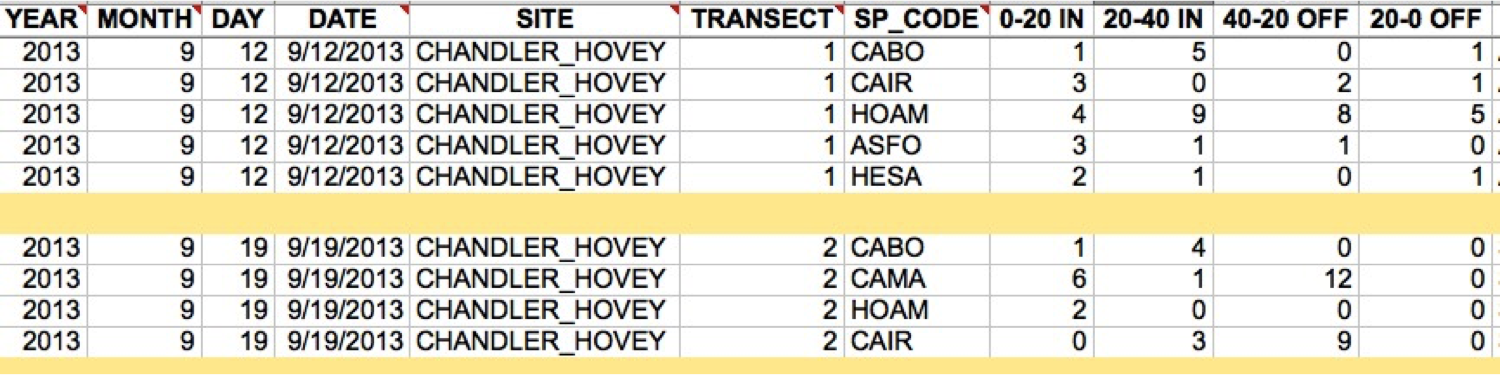 YEAR MONTH DAY DATE SITE TRANSECT SP_CODE 0-20 IN 20-40 IN 40-20 OFF 20-0 OFF
2013 9 12 9/12/2013 CHANDLER_HOVEY 1 CABO 1 5 0 1
2013 9 12 9/12/2013 CHANDLER_HOVEY 1 CAIR 3 0 2 1
2013 9 12 9/12/2013 CHANDLER_HOVEY 1 HOAM 4 9 8 5
2013 9 12 9/12/2013 CHANDLER_HOVEY 1 ASFO 3 1 1 0
2013 9 12 9/12/2013 CHANDLER_HOVEY 1 HESA 2 1 0 1
2013 9 19 9/19/2013 CHANDLER_HOVEY 2 CABO 1 4 0 0
2013 9 19 9/19/2013 CHANDLER_HOVEY 2 CAMA 6 1 12 0
2013 9 19 9/19/2013 CHANDLER_HOVEY 2 HOAM 2 0 0 0
2013 9 19 9/19/2013 CHANDLER_HOVEY 2 CAIR 0 3 9 0